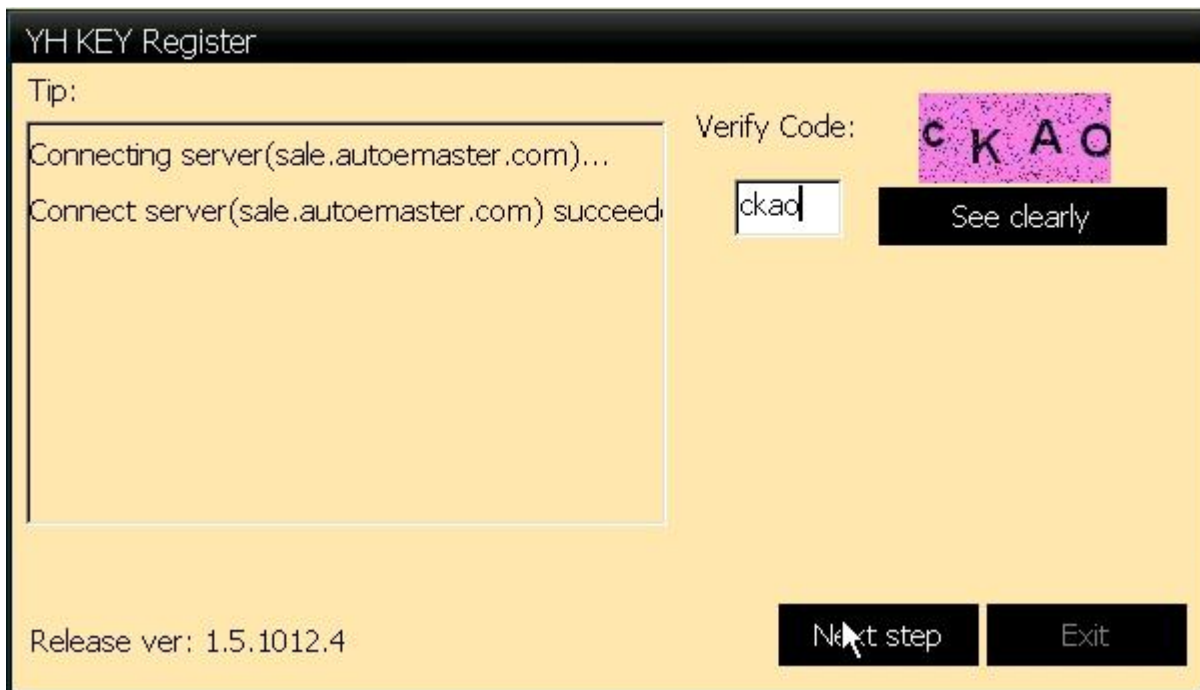 YH KEY Register
Tip:
Connecting server(sale.autoemaster.com)...
Connect server(sale.autoemaster.com) succeed
Verify Code:
cKAO
ckao
See clearly
Release ver: 1.5.1012.4
Next step
Exit